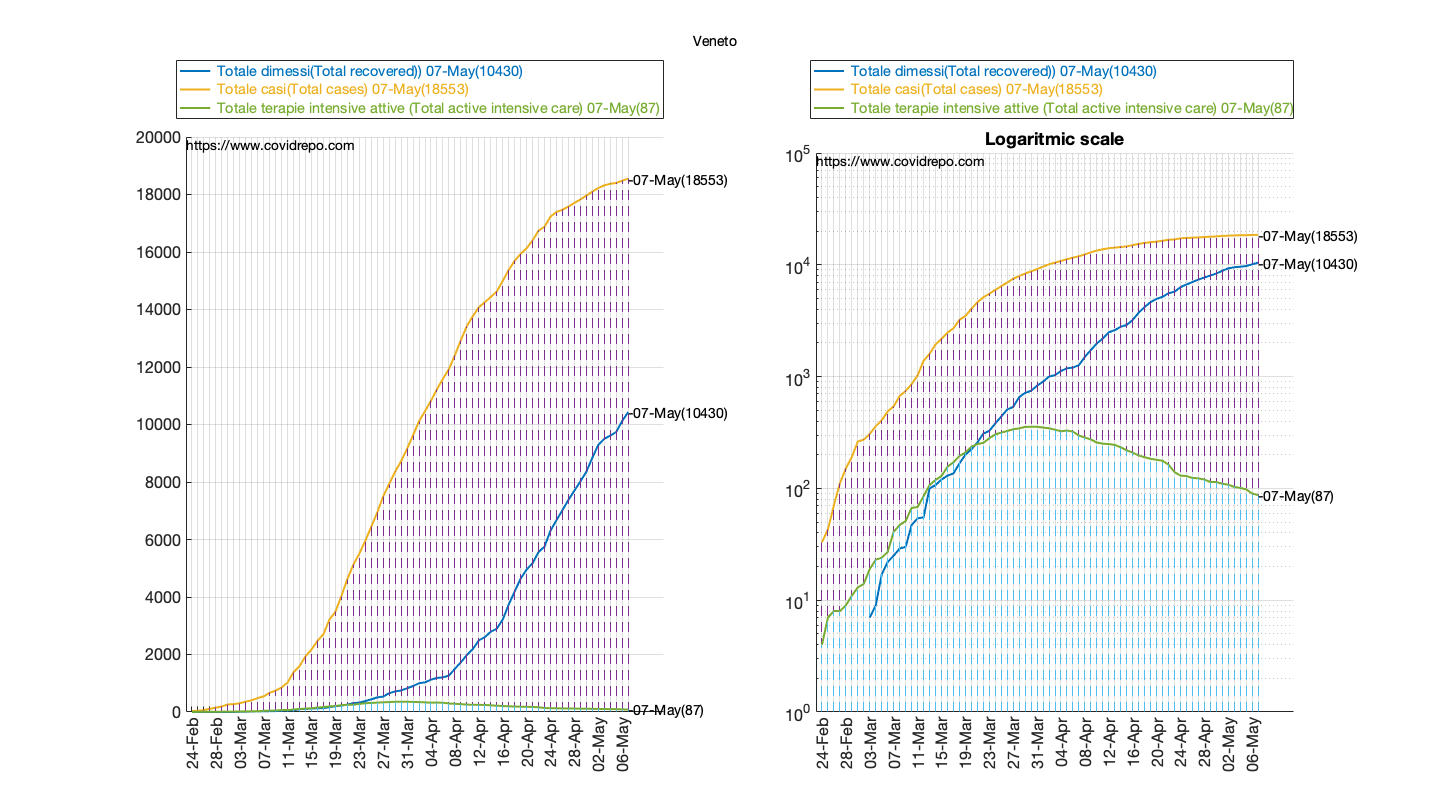 Veneto
Totale dimessi(Total recovered)) 07-May(10430)
Totale casi(Total cases) 07-May(18553)
Totale terapie intensive attive (Total active intensive care) 07-May(87)
https://www.covidrepo.com
20000
18000
16000
14000
12000
10000
8000
6000
4000
2000
0
-07-May(18553)
-07-May(10430)
-07-May(87)
24-Feb
28-Feb
03-Mar
07-Mar
11-Mar
15-Mar
19-Mar
23-Mar
27-Mar
31-Mar
04-Apr
08-Apr
12-Apr
16-Apr
20-Apr
24-Apr
28-Apr
02-May
06-May
Totale dimessi(Total recovered)) 07-May(10430)
Totale casi(Total cases) 07-May(18553)
Totale terapie intensive attive (Total active intensive care) 07-May(87)
Logaritmic scale
https://www.covidrepo.com
10^5
10^4
10^3
10^2
10^1
10^0
-07-May(18553)
-07-May(10430)
-07-May(87)
24-Feb
28-Feb
03-Mar
07-Mar
11-Mar
15-Mar
19-Mar
23-Mar
27-Mar
31-Mar
04-Apr
08-Apr
12-Apr
16-Apr
20-Apr
24-Apr
28-Apr
02-May
06-May